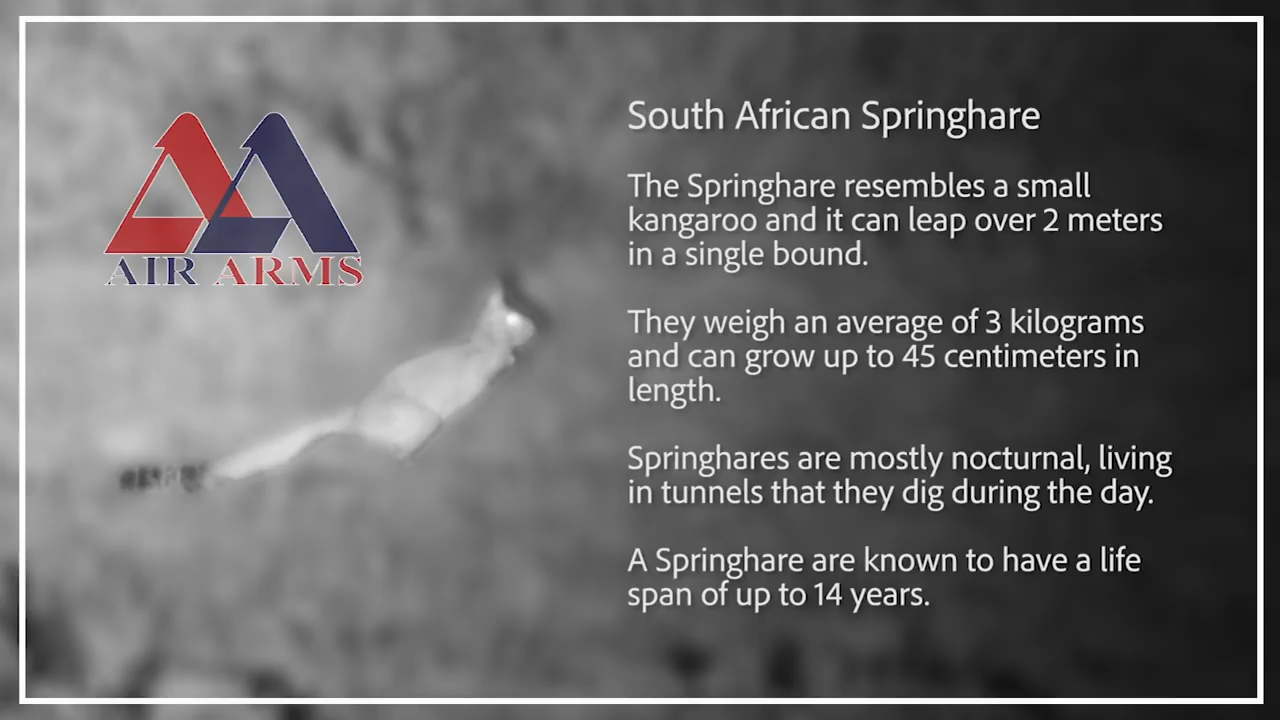 AIR ARMS
South African Springhare
The Springhare resembles a small
kangaroo and it can leap over 2 meters
in a single bound.
They weigh an average of 3 kilograms
and can grow up to 45 centimeters in
length.
Springhares are mostly nocturnal, living
in tunnels that they dig during the day.
A Springhare are known to have a life
span of up to 14 years.